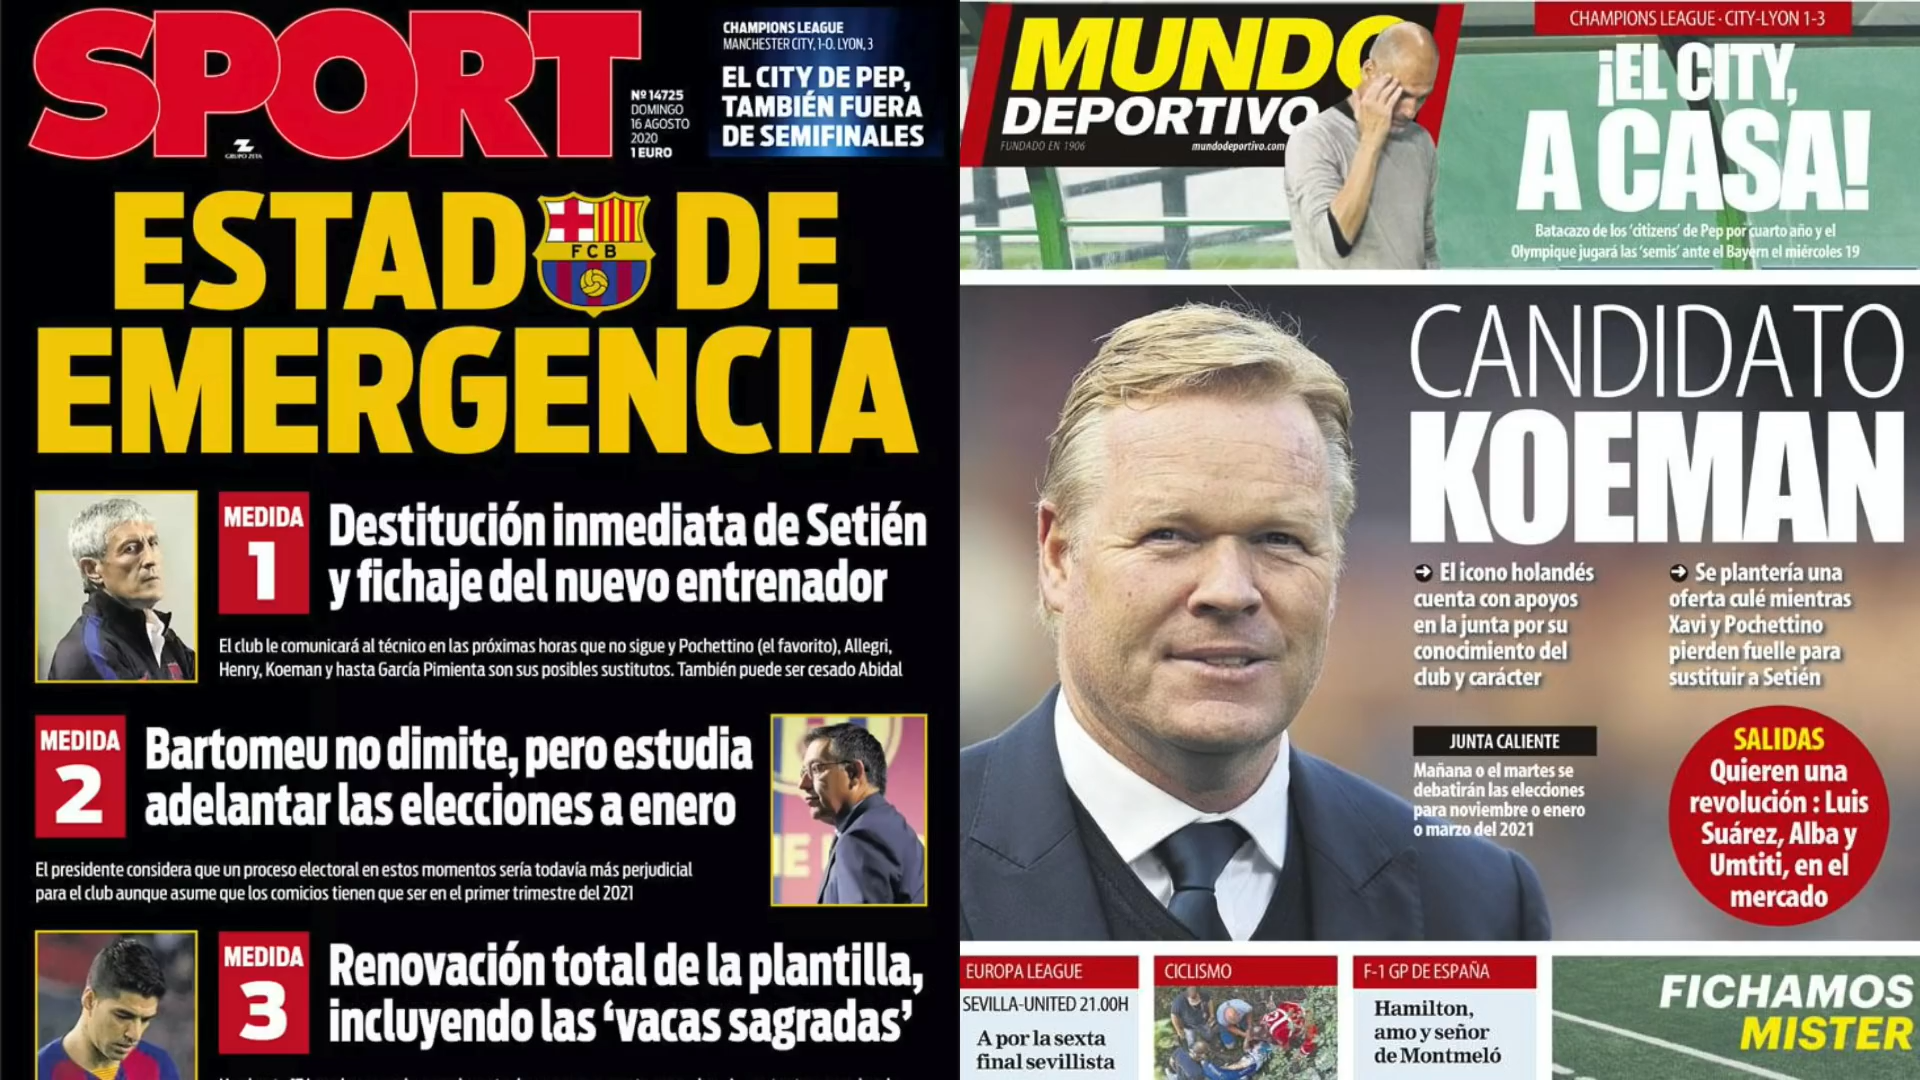 SPORT
GRUPO ZETA
Nº 14725
DOMINGO
16 AGOSTO
2020
1 EURO
CHAMPIONS LEAGUE
MANCHESTER CITY, 1-0. LYON, 3
EL CITY DE PEP,
TAMBIÉN FUERA
DE SEMIFINALES
ESTADO DE
FCB
EMERGENCIA
MEDIDA
1
Destitución inmediata de Setién
y fichaje del nuevo entrenador
El club le comunicará al técnico en las próximas horas que no sigue y Pochettino (el favorito), Allegri,
Henry, Koeman y hasta García Pimienta son sus posibles sustitutos. También puede ser cesado Abidal
MEDIDA
2
Bartomeu no dimite, pero estudia
adelantar las elecciones a enero
El presidente considera que un proceso electoral en estos momentos sería todavía más perjudicial
para el club aunque asume que los comicios tienen que ser en el primer trimestre del 2021
MEDIDA
3
Renovación total de la plantilla,
incluyendo las ‘vacas sagradas’
MUNDO
DEPORTIVO
FUNDADO EN 1906
mundodeportivo.com
CHAMPIONS LEAGUE · CITY-LYON 1-3
¡EL CITY,
A CASA!
Batacazo de los ‘citizens’ de Pep por cuarto año y el
Olympique jugará las ‘semis’ ante el Bayern el miércoles 19
CANDIDATO
KOEMAN
El icono holandés
cuenta con apoyos
en la junta por su
conocimiento del
club y carácter
Se plantería una
oferta culé mientras
Xavi y Pochettino
pierden fuelle para
sustituir a Setién
JUNTA CALIENTE
Mañana o el martes se
debatirán las elecciones
para noviembre o enero
o marzo del 2021
SALIDAS
Quieren una
revolución : Luis
Suárez, Alba y
Umtiti, en el
mercado
EUROPA LEAGUE
SEVILLA-UNITED 21.00H
A por la sexta
final sevillista
CICLISMO
F-1 GP DE ESPAÑA
Hamilton,
amo y señor
de Montmeló
FICHAMOS
MISTER